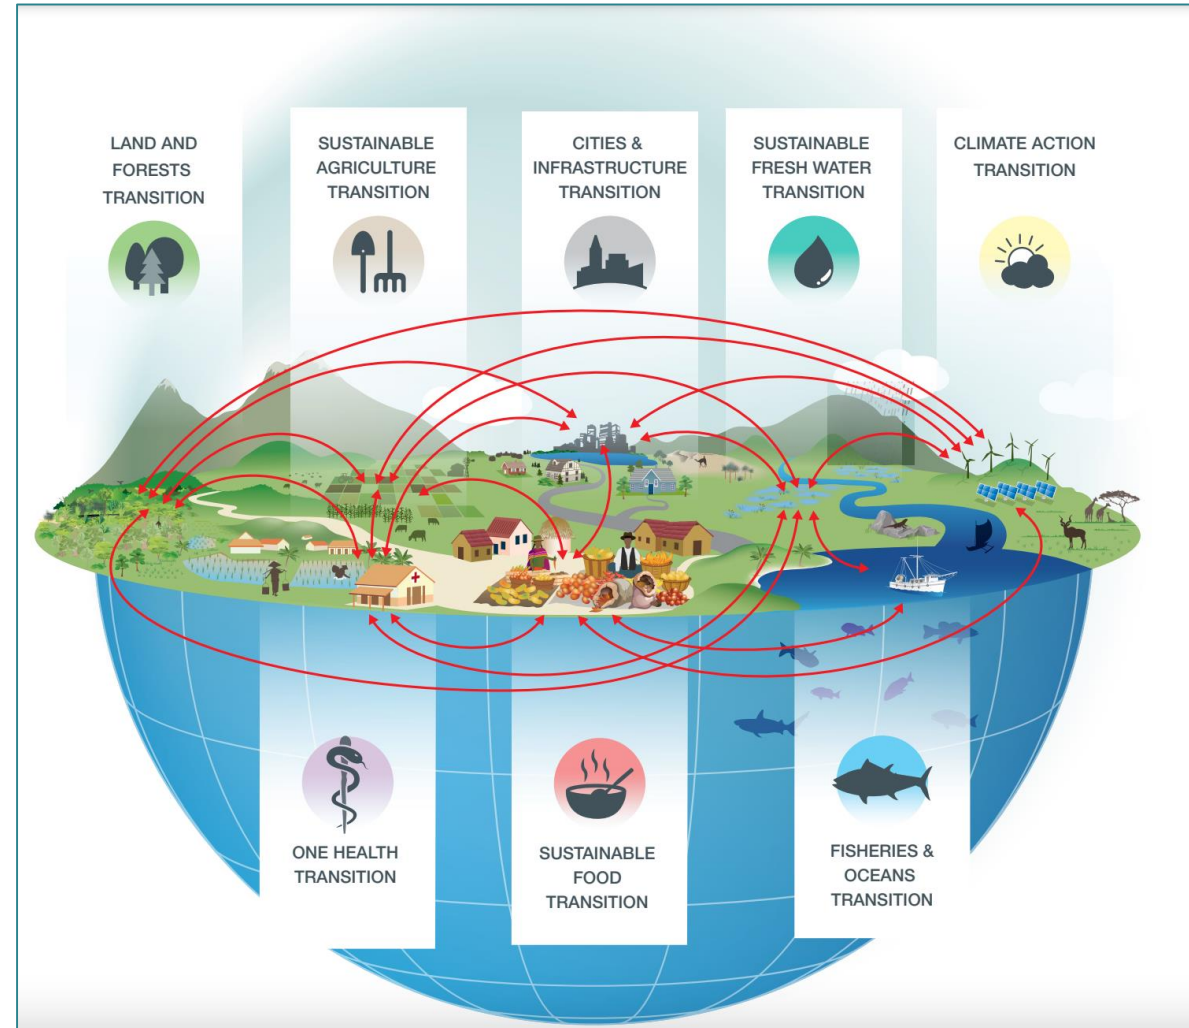 LAND AND
FORESTS
TRANSITION
SUSTAINABLE
AGRICULTURE
TRANSITION
CITIES &
INFRASTRUCTURE
TRANSITION
SUSTAINABLE
FRESH WATER
TRANSITION
CLIMATE ACTION
TRANSITION
ONE HEALTH
TRANSITION
SUSTAINABLE
FOOD
TRANSITION
FISHERIES &
OCEANS
TRANSITION